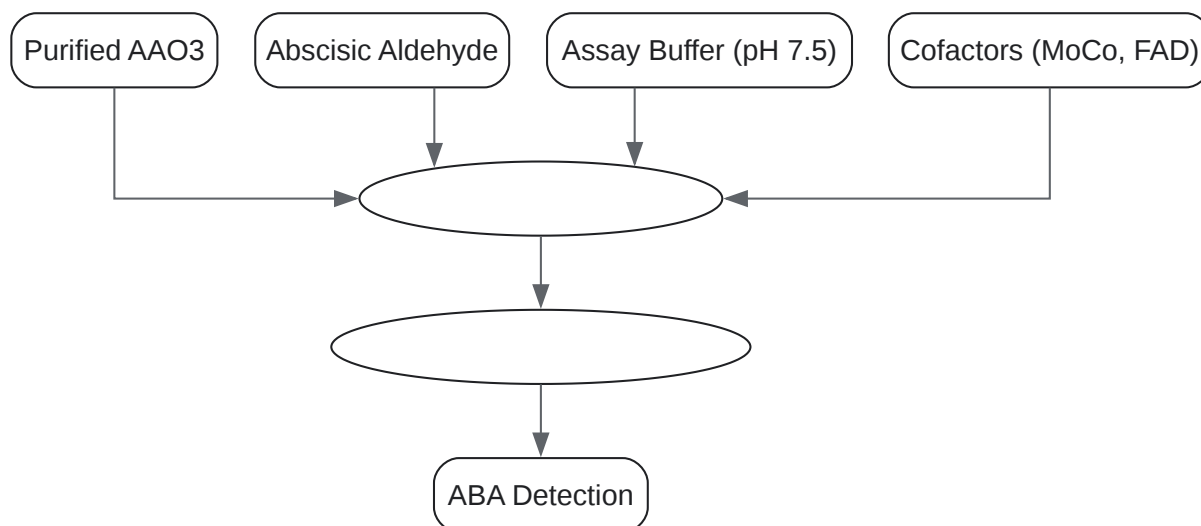 Purified AAO3
Abscisic Aldehyde
Assay Buffer (pH 7.5)
Cofactors (MoCo, FAD)
ABA Detection